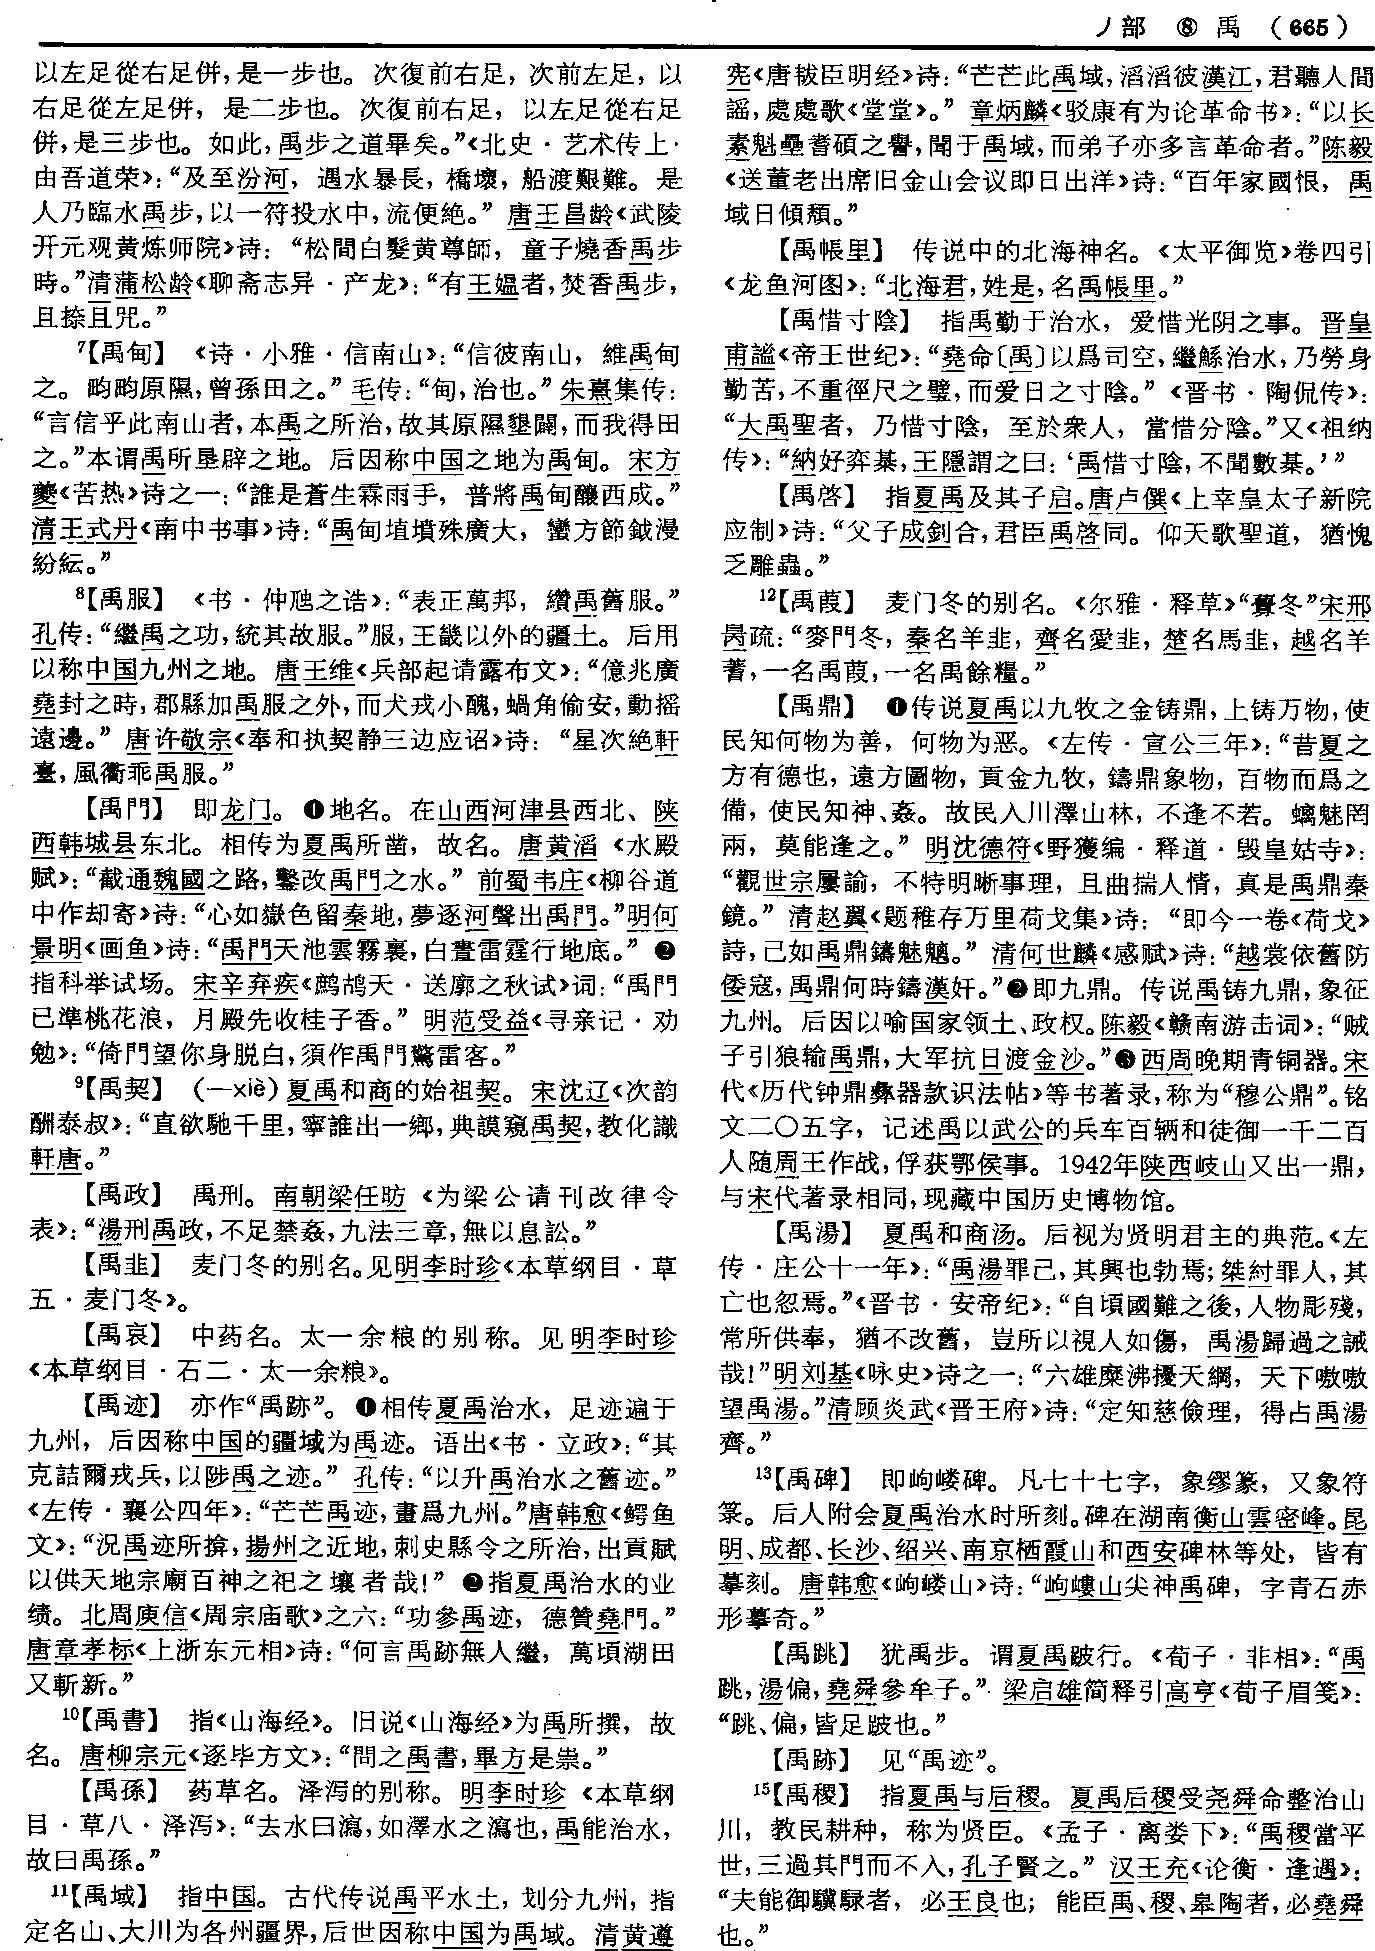 丿部 ⑧ 禹 （665）
以左足從右足併，是一步也。次復前右足，次前左足，以
右足從左足併，是二步也。次復前右足，以左足從右足
併，是三步也。如此，禹步之道畢矣。”《北史·艺术传上·
由吾道荣》：“及至汾河，遇水暴長，橋壞，船渡艱難。是
人乃臨水禹步，以一符投水中，流便絶。”唐王昌龄《武陵
开元观黄炼师院》诗：“松間白髮黄尊師，童子燒香禹步
時。”清蒲松龄《聊斋志异·产龙》：“有王媪者，焚香禹步，
且捺且咒。”
⁷【禹甸】 《诗·小雅·信南山》：“信彼南山，維禹甸
之。畇畇原隰，曾孫田之。”毛传：“甸，治也。”朱熹集传：
“言信乎此南山者，本禹之所治，故其原隰墾闢，而我得田
之。”本谓禹所垦辟之地。后因称中国之地为禹甸。宋方
夔《苦热》诗之一：“誰是蒼生霖雨手，普將禹甸釀西成。”
清王式丹《南中书事》诗：“禹甸埴墳殊廣大，蠻方節鉞漫
紛紜。”
⁸【禹服】 《书·仲虺之诰》：“表正萬邦，纘禹舊服。”
孔传：“繼禹之功，統其故服。”服，王畿以外的疆土。后用
以称中国九州之地。唐王维《兵部起请露布文》：“億兆廣
堯封之時，郡縣加禹服之外，而犬戎小醜，蝸角偷安，動摇
遠邊。”唐许敬宗《奉和执契静三边应诏》诗：“星次絶軒
臺，風衢乖禹服。”
【禹門】 即龙门。❶地名。在山西河津县西北、陕
西韩城县东北。相传为夏禹所凿，故名。唐黄滔《水殿
赋》：“截通魏國之路，鑿改禹門之水。”前蜀韦庄《柳谷道
中作却寄》诗：“心如嶽色留秦地，夢逐河聲出禹門。”明何
景明《画鱼》诗：“禹門天池雲霧裏，白晝雷霆行地底。”❷
指科举试场。宋辛弃疾《鹧鸪天·送廓之秋试》词：“禹門
已準桃花浪，月殿先收桂子香。”明范受益《寻亲记·劝
勉》：“倚門望你身脱白，須作禹門驚雷客。”
⁹【禹契】 （—xiè）夏禹和商的始祖契。宋沈辽《次韵
酬泰叔》：“直欲馳千里，寧誰出一鄉，典謨窺禹契，教化識
軒唐。”
【禹政】 禹刑。南朝梁任昉《为梁公请刊改律令
表》：“湯刑禹政，不足禁姦，九法三章，無以息訟。”
【禹韭】 麦门冬的别名。见明李时珍《本草纲目·草
五·麦门冬》。
【禹哀】 中药名。太一余粮的别称。见明李时珍
《本草纲目·石二·太一余粮》。
【禹迹】 亦作“禹跡”。❶相传夏禹治水，足迹遍于
九州，后因称中国的疆域为禹迹。语出《书·立政》：“其
克詰爾戎兵，以陟禹之迹。”孔传：“以升禹治水之舊迹。”
《左传·襄公四年》：“芒芒禹迹，畫爲九州。”唐韩愈《鳄鱼
文》：“況禹迹所揜，揚州之近地，刺史縣令之所治，出貢賦
以供天地宗廟百神之祀之壤者哉！”❷指夏禹治水的业
绩。北周庾信《周宗庙歌》之六：“功參禹迹，德贊堯門。”
唐章孝标《上浙东元相》诗：“何言禹跡無人繼，萬頃湖田
又斬新。”
¹⁰【禹書】 指《山海经》。旧说《山海经》为禹所撰，故
名。唐柳宗元《逐毕方文》：“問之禹書，畢方是祟。”
【禹孫】 药草名。泽泻的别称。明李时珍《本草纲
目·草八·泽泻》：“去水曰瀉，如澤水之瀉也，禹能治水，
故曰禹孫。”
¹¹【禹域】 指中国。古代传说禹平水土，划分九州，指
定名山、大川为各州疆界，后世因称中国为禹域。清黄遵
宪《唐韨臣明经》诗：“芒芒此禹域，滔滔彼漢江，君聽人間
謡，處處歌《堂堂》。”章炳麟《驳康有为论革命书》：“以长
素魁壘耆碩之譽，聞于禹域，而弟子亦多言革命者。”陈毅
《送董老出席旧金山会议即日出洋》诗：“百年家國恨，禹
域日傾頽。”
【禹帳里】 传说中的北海神名。《太平御览》卷四引
《龙鱼河图》：“北海君，姓是，名禹帳里。”
【禹惜寸陰】 指禹勤于治水，爱惜光阴之事。晋皇
甫謐《帝王世纪》：“堯命〔禹〕以爲司空，繼鯀治水，乃勞身
勤苦，不重徑尺之璧，而爱日之寸陰。”《晋书·陶侃传》：
“大禹聖者，乃惜寸陰，至於衆人，當惜分陰。”又《祖纳
传》：“納好弈棊，王隱謂之曰：‘禹惜寸陰，不聞數棊。’”
【禹啓】 指夏禹及其子启。唐卢僎《上幸皇太子新院
应制》诗：“父子成釗合，君臣禹啓同。仰天歌聖道，猶愧
乏雕蟲。”
¹²【禹葭】 麦门冬的别名。《尔雅·释草》“虋冬”宋邢
昺疏：“麥門冬，秦名羊韭，齊名愛韭，楚名馬韭，越名羊
蓍，一名禹葭，一名禹餘糧。”
【禹鼎】 ❶传说夏禹以九牧之金铸鼎，上铸万物，使
民知何物为善，何物为恶。《左传·宣公三年》：“昔夏之
方有德也，遠方圖物，貢金九牧，鑄鼎象物，百物而爲之
備，使民知神、姦。故民入川澤山林，不逢不若。螭魅罔
兩，莫能逢之。”明沈德符《野獲编·释道·毁皇姑寺》：
“觀世宗屢諭，不特明晰事理，且曲揣人情，真是禹鼎秦
鏡。”清赵翼《题稚存万里荷戈集》诗：“即今一卷《荷戈》
詩，已如禹鼎鑄魅魑。”清何世麟《感赋》诗：“越裳依舊防
倭寇，禹鼎何時鑄漢奸。”❷即九鼎。传说禹铸九鼎，象征
九州。后因以喻国家领土、政权。陈毅《赣南游击词》：“贼
子引狼输禹鼎，大军抗日渡金沙。”❸西周晚期青铜器。宋
代《历代钟鼎彝器款识法帖》等书著录，称为“穆公鼎”。铭
文二〇五字，记述禹以武公的兵车百辆和徒御一千二百
人随周王作战，俘获鄂侯事。1942年陕西岐山又出一鼎，
与宋代著录相同，现藏中国历史博物馆。
【禹湯】 夏禹和商汤。后视为贤明君主的典范。《左
传·庄公十一年》：“禹湯罪己，其興也勃焉；桀紂罪人，其
亡也忽焉。”《晋书·安帝纪》：“自頃國難之後，人物彫殘，
常所供奉，猶不改舊，豈所以視人如傷，禹湯歸過之誡
哉！”明刘基《咏史》诗之一：“六雄糜沸擾天網，天下嗷嗷
望禹湯。”清顾炎武《晋王府》诗：“定知慈儉理，得占禹湯
齊。”
¹³【禹碑】 即岣嵝碑。凡七十七字，象缪篆，又象符
箓。后人附会夏禹治水时所刻。碑在湖南衡山雲密峰。昆
明、成都、长沙、绍兴、南京栖霞山和西安碑林等处，皆有
摹刻。唐韩愈《岣嵝山》诗：“岣嶁山尖神禹碑，字青石赤
形摹奇。”
【禹跳】 犹禹步。谓夏禹跛行。《荀子·非相》：“禹
跳，湯偏，堯舜參牟子。”梁启雄简释引高亨《荀子眉笺》：
“跳、偏，皆足跛也。”
【禹跡】 见“禹迹”。
¹⁵【禹稷】 指夏禹与后稷。夏禹后稷受尧舜命整治山
川，教民耕种，称为贤臣。《孟子·离娄下》：“禹稷當平
世，三過其門而不入，孔子賢之。”汉王充《论衡·逢遇》：
“夫能御驥騄者，必王良也；能臣禹、稷、皋陶者，必堯舜
也。”